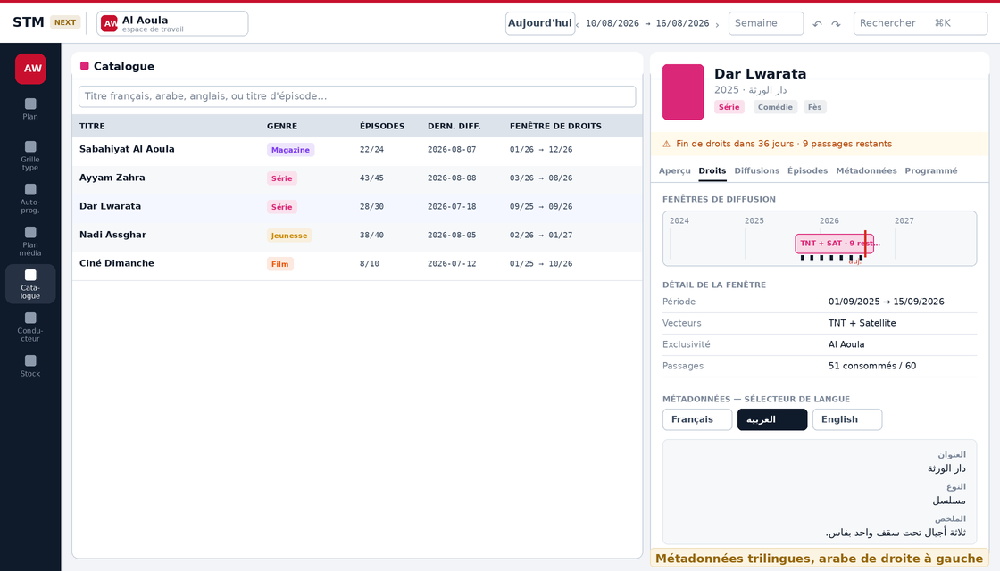 STM NEXT AW Al Aoula Aujourd'hui ‹ 10/08/2026 → 16/08/2026 › Semaine ↶ ↷ Rechercher ⌘K
espace de travail
AW
Plan
Grille
type
Auto-
prog.
Plan
média
Cata-
logue
Condu-
cteur
Stock
Catalogue
Titre français, arabe, anglais, ou titre d'épisode...
TITRE GENRE ÉPISODES DERN. DIFF. FENÊTRE DE DROITS
Sabahiyat Al Aoula Magazine 22/24 2026-08-07 01/26 → 12/26
Ayyam Zahra Série 43/45 2026-08-08 03/26 → 08/26
Dar Lwarata Série 28/30 2026-07-18 09/25 → 09/26
Nadi Assghar Jeunesse 38/40 2026-08-05 02/26 → 01/27
Ciné Dimanche Film 8/10 2026-07-12 01/25 → 10/26
Dar Lwarata
2025 · دار الورثة
Série Comédie Fès
⚠ Fin de droits dans 36 jours · 9 passages restants
Aperçu Droits Diffusions Épisodes Métadonnées Programmé
FENÊTRES DE DIFFUSION
2024 2025 2026 2027
TNT + SAT · 9 rest...
auj.
DÉTAIL DE LA FENÊTRE
Période 01/09/2025 → 15/09/2026
Vecteurs TNT + Satellite
Exclusivité Al Aoula
Passages 51 consommés / 60
MÉTADONNÉES — SÉLECTEUR DE LANGUE
Français العربية English
العنوان
دار الورثة
النوع
مسلسل
الملخص
ثلاثة أجيال تحت سقف واحد بفاس.
Métadonnées trilingues, arabe de droite à gauche